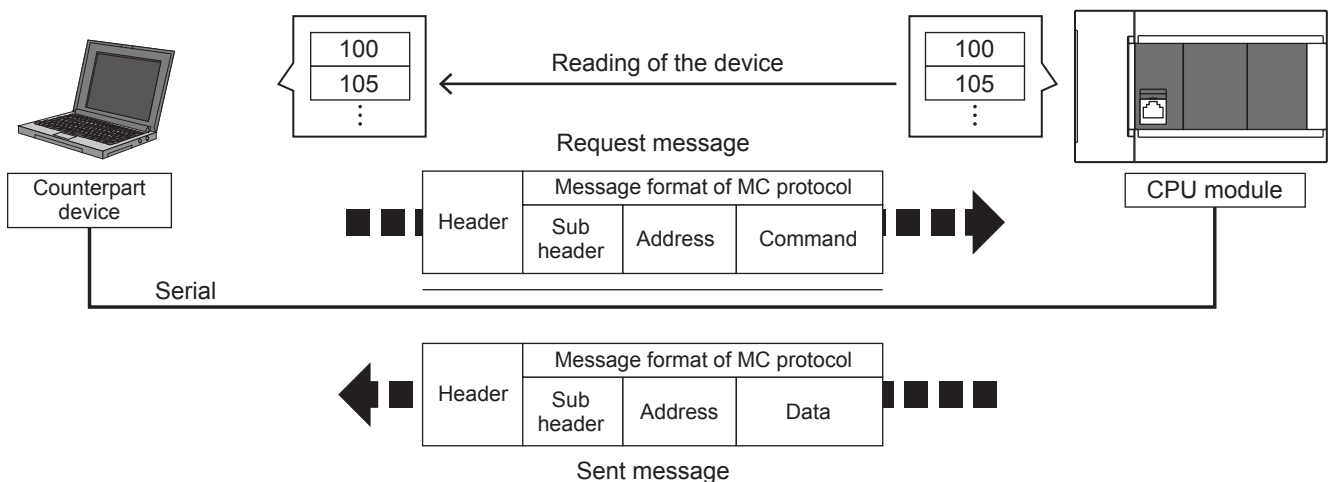 100
105
⋮
Reading of the device
100
105
⋮
Counterpart
device
CPU module
Request message
Header
Message format of MC protocol
Sub
header
Address
Command
Serial
Header
Message format of MC protocol
Sub
header
Address
Data
Sent message